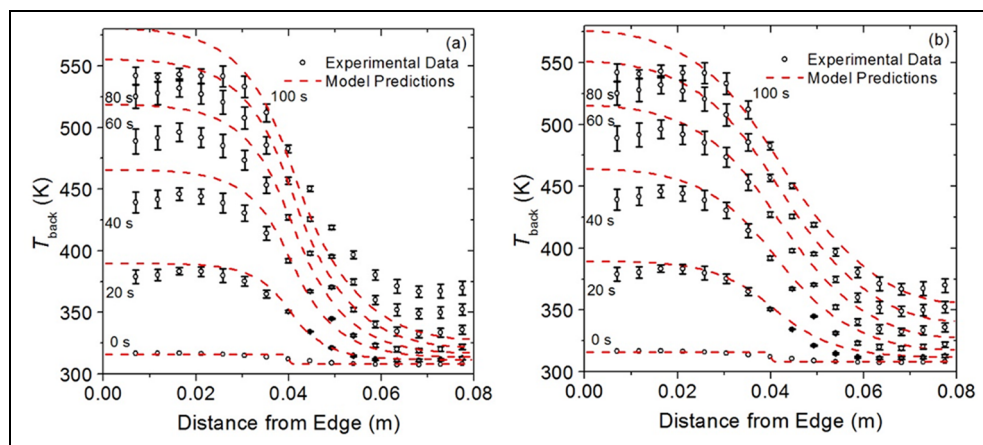 (a)
Experimental Data
Model Predictions
100 s
80 s
60 s
40 s
20 s
0 s
550
500
450
400
350
300
T_back (K)
0.00 0.02 0.04 0.06 0.08
Distance from Edge (m)
(b)
Experimental Data
Model Predictions
100 s
80 s
60 s
40 s
20 s
0 s
550
500
450
400
350
300
T_back (K)
0.00 0.02 0.04 0.06 0.08
Distance from Edge (m)